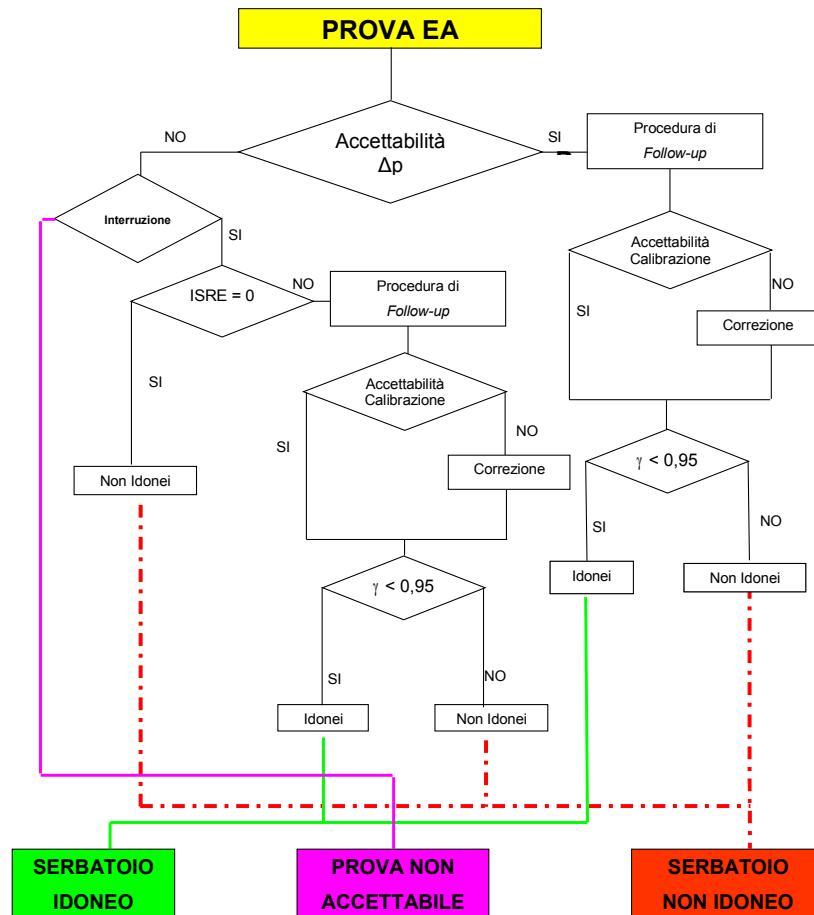 PROVA EA
Accettabilità
Δp
NO
SI
Procedura di
Follow-up
Interruzione
SI
Accettabilità
Calibrazione
ISRE = 0
NO
Procedura di
Follow-up
SI
NO
Correzione
SI
Accettabilità
Calibrazione
SI
NO
Correzione
γ < 0,95
Non Idonei
SI
NO
Idonei
Non Idonei
γ < 0,95
SI
NO
Idonei
Non Idonei
SERBATOIO
IDONEO
PROVA NON
ACCETTABILE
SERBATOIO
NON IDONEO